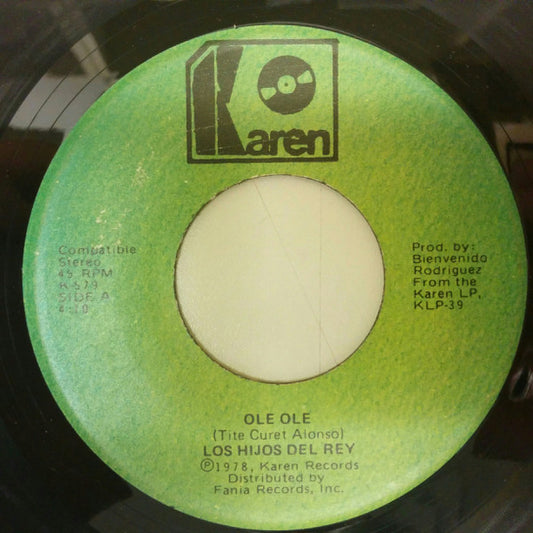 Karen
Compatible
Stereo
45 RPM
K-579
SIDE A
4:10
Prod. by:
Bienvenido
Rodriguez
From the
Karen LP,
KLP-39
OLE OLE
(Tite Curet Alonso)
LOS HIJOS DEL REY
Ⓟ1978, Karen Records
Distributed by
Fania Records, Inc.